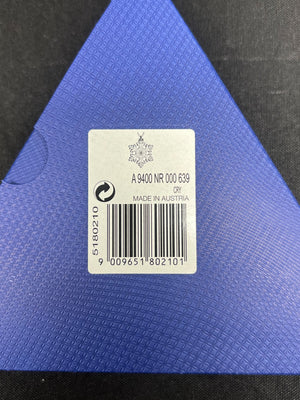 A 9400 NR 000 639
CRY
MADE IN AUSTRIA
5180210
9 009651 802101